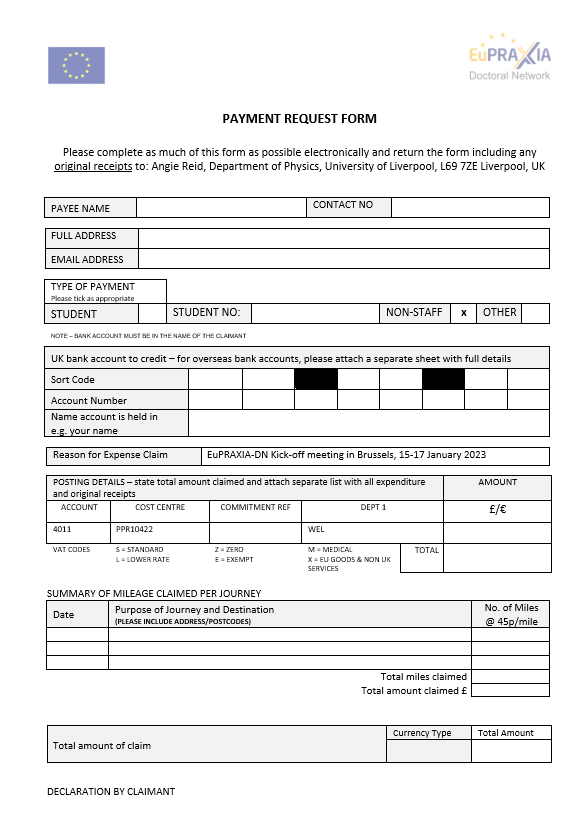 EuPRAXIA
Doctoral Network
PAYMENT REQUEST FORM
Please complete as much of this form as possible electronically and return the form including any
original receipts to: Angie Reid, Department of Physics, University of Liverpool, L69 7ZE Liverpool, UK
PAYEE NAME CONTACT NO
FULL ADDRESS
EMAIL ADDRESS
TYPE OF PAYMENT
Please tick as appropriate
STUDENT STUDENT NO: NON-STAFF x OTHER
NOTE – BANK ACCOUNT MUST BE IN THE NAME OF THE CLAIMANT
UK bank account to credit – for overseas bank accounts, please attach a separate sheet with full details
Sort Code
Account Number
Name account is held in
e.g. your name
Reason for Expense Claim EuPRAXIA-DN Kick-off meeting in Brussels, 15-17 January 2023
POSTING DETAILS – state total amount claimed and attach separate list with all expenditure AMOUNT
and original receipts
ACCOUNT COST CENTRE COMMITMENT REF DEPT 1 £/€
4011 PPR10422 WEL
VAT CODES S = STANDARD Z = ZERO M = MEDICAL TOTAL
L = LOWER RATE E = EXEMPT X = EU GOODS & NON UK
SERVICES
SUMMARY OF MILEAGE CLAIMED PER JOURNEY
Date Purpose of Journey and Destination No. of Miles
(PLEASE INCLUDE ADDRESS/POSTCODES) @ 45p/mile
Total miles claimed
Total amount claimed £
Currency Type Total Amount
Total amount of claim
DECLARATION BY CLAIMANT